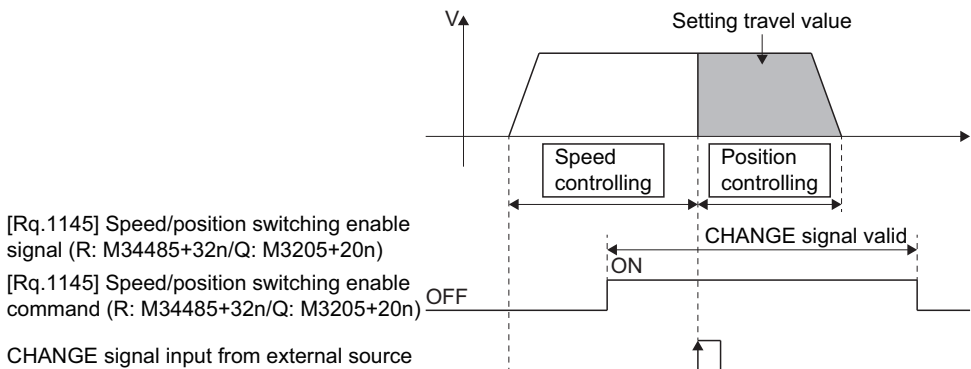 V
Setting travel value
Speed
controlling
Position
controlling
[Rq.1145] Speed/position switching enable
signal (R: M34485+32n/Q: M3205+20n)
CHANGE signal valid
ON
[Rq.1145] Speed/position switching enable
command (R: M34485+32n/Q: M3205+20n)
OFF
CHANGE signal input from external source